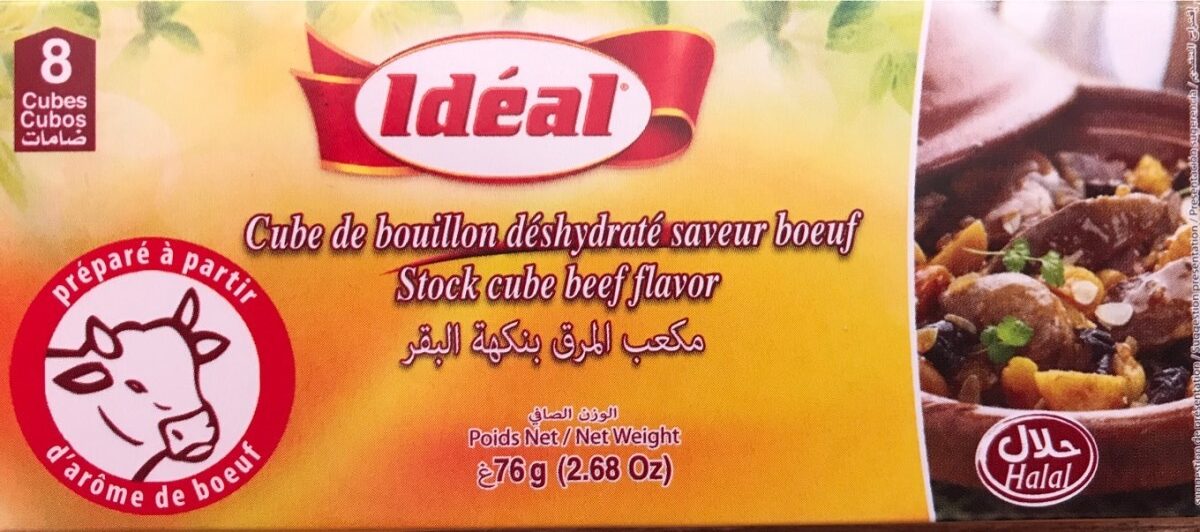 8
Cubes
Cubos
ضامات
Idéal®
Cube de bouillon déshydraté saveur boeuf
Stock cube beef flavor
مكعب المرق بنكهة البقر
préparé à partir
d'arôme de boeuf
الوزن الصافي
Poids Net / Net Weight
76 g (2.68 Oz) غ
حلال
Halal